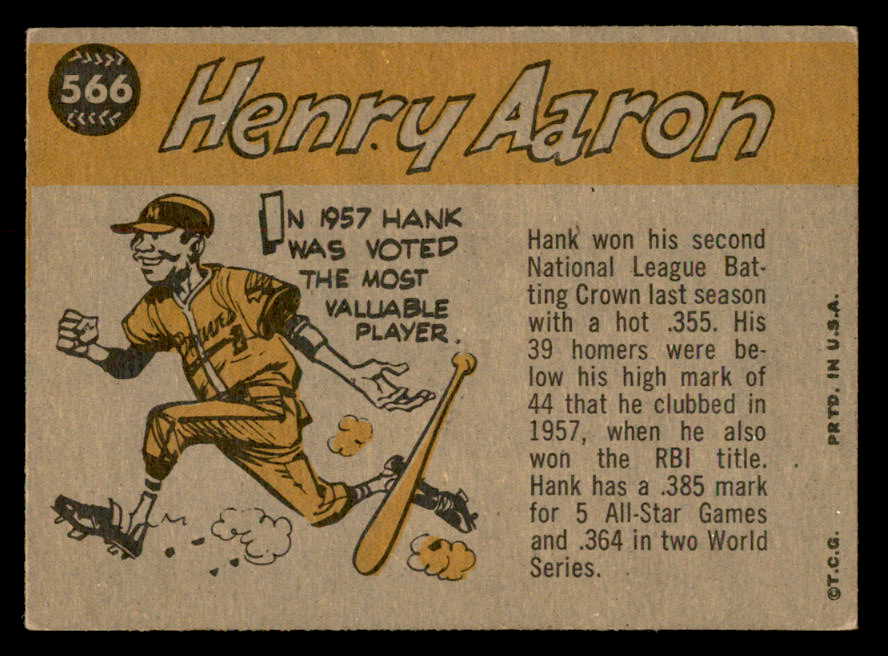 566
Henry Aaron
IN 1957 HANK
WAS VOTED
THE MOST
VALUABLE
PLAYER.
M
Braves
8
Hank won his second
National League Bat-
ting Crown last season
with a hot .355. His
39 homers were be-
low his high mark of
44 that he clubbed in
1957, when he also
won the RBI title.
Hank has a .385 mark
for 5 All-Star Games
and .364 in two World
Series.
©T.C.G. PRTD. IN U.S.A.